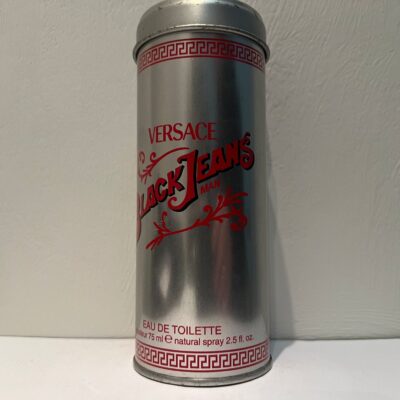 VERSACE
BLACK JEANS
MAN
EAU DE TOILETTE
75 ml e natural spray 2.5 fl. oz.